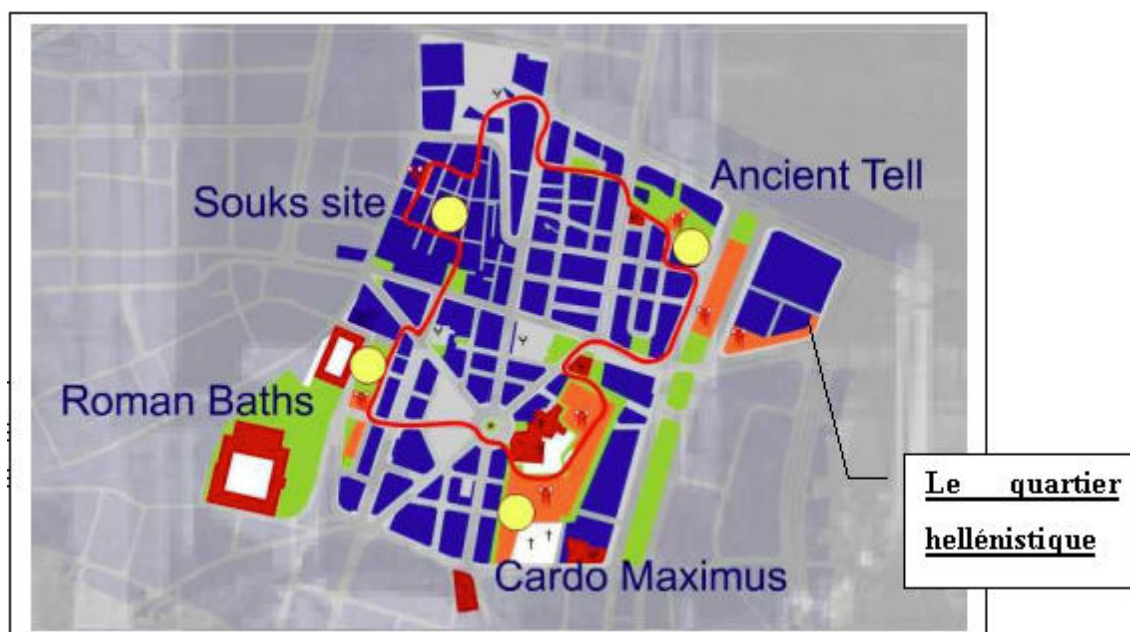 Ancient Tell
Souks site
Roman Baths
Le quartier
hellénistique
Cardo Maximus